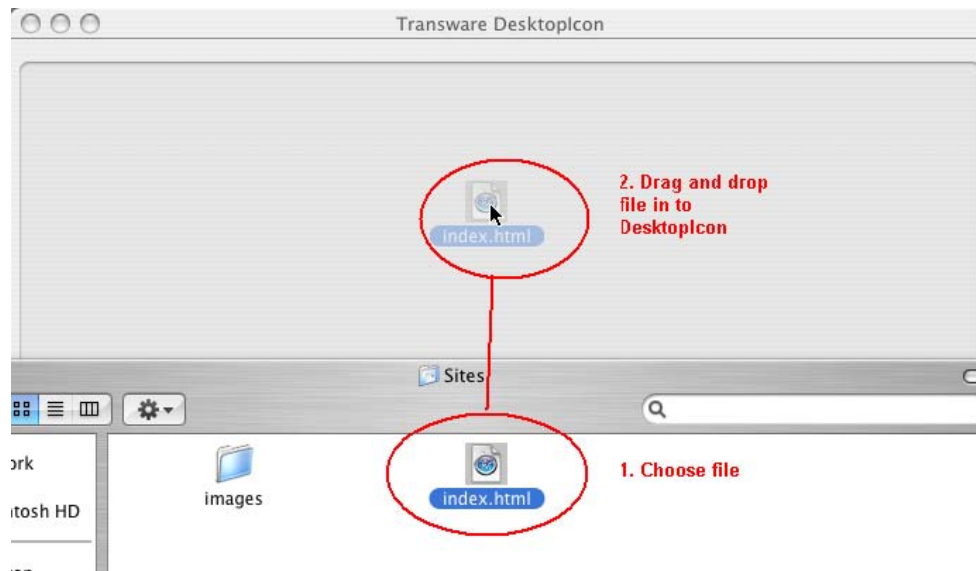 Transware DesktopIcon
index.html
2. Drag and drop
file in to
DesktopIcon
Sites
ork
ntosh HD
images
index.html
1. Choose file